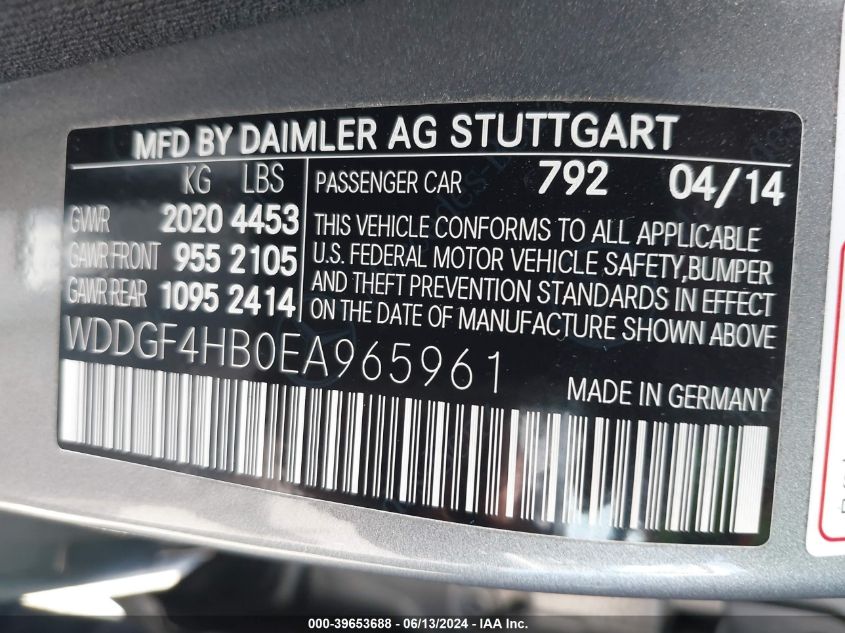 MFD BY DAIMLER AG STUTTGART
KG LBS
GVWR 2020 4453
GAWR FRONT 955 2105
GAWR REAR 1095 2414
PASSENGER CAR 792 04/14
THIS VEHICLE CONFORMS TO ALL APPLICABLE
U.S. FEDERAL MOTOR VEHICLE SAFETY,BUMPER
AND THEFT PREVENTION STANDARDS IN EFFECT
ON THE DATE OF MANUFACTURE SHOWN ABOVE
WDDGF4HB0EA965961
MADE IN GERMANY
000-39653688 - 06/13/2024 - IAA Inc.